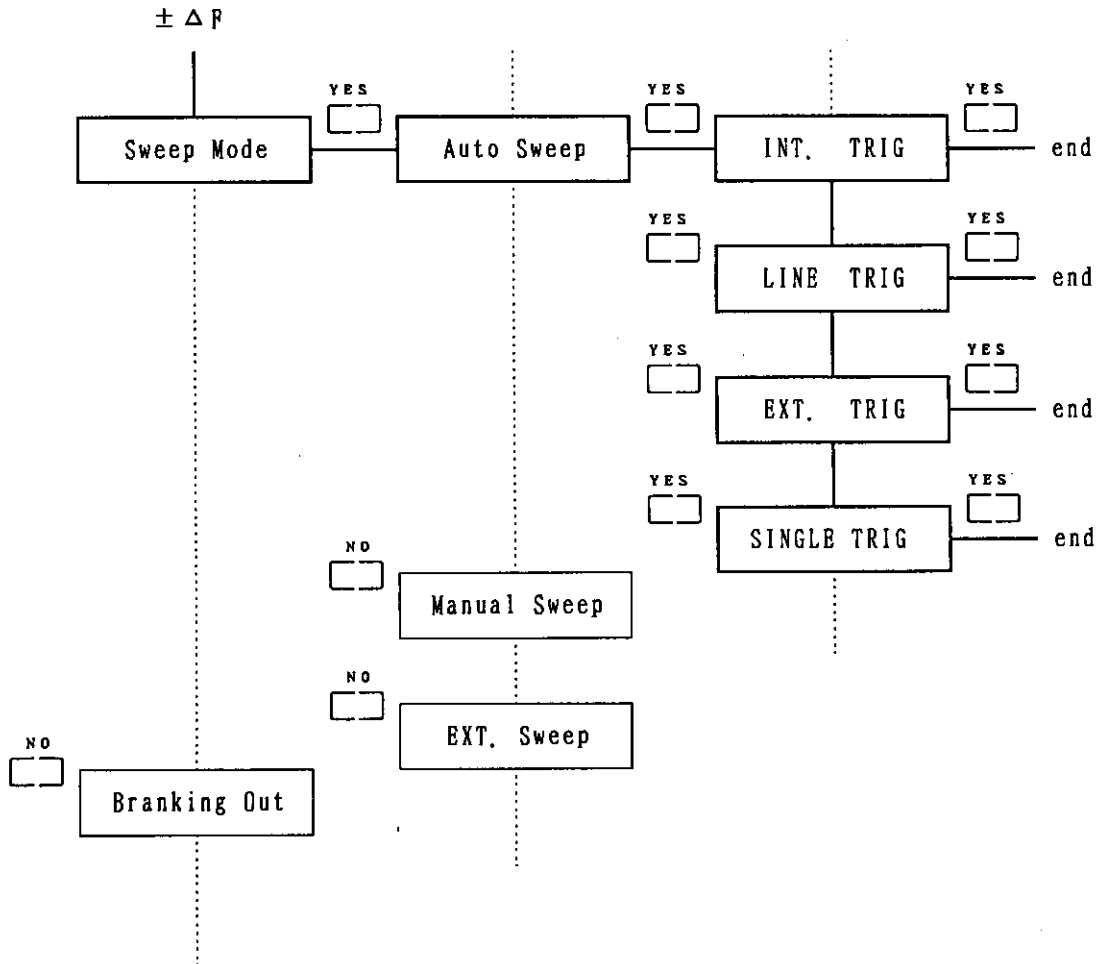 ± Δ F
YES YES YES
Sweep Mode Auto Sweep INT. TRIG end
YES YES
LINE TRIG end
YES YES
EXT. TRIG end
YES YES
SINGLE TRIG end
NO
Manual Sweep
NO
EXT. Sweep
NO
Branking Out